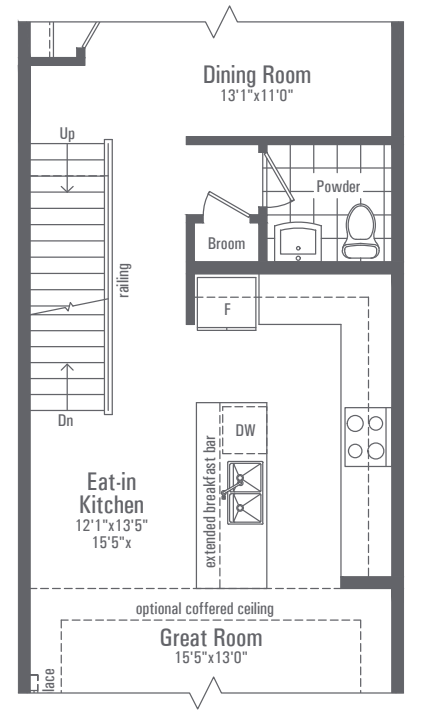 Dining Room
13'1"x11'0"
Up
Powder
Broom
railing
F
Dn
DW
extended breakfast bar
Eat-in
Kitchen
12'1"x13'5"
15'5"x
optional coffered ceiling
Great Room
15'5"x13'0"
lace